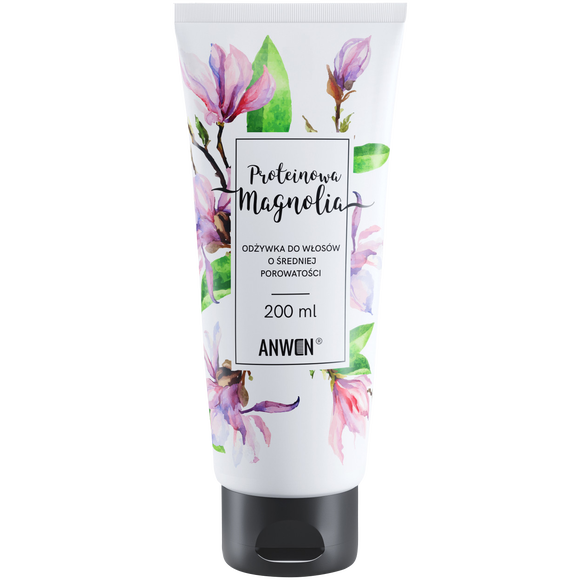 Proteinowa
Magnolia
ODŻYWKA DO WŁOSÓW
O ŚREDNIEJ
POROWATOŚCI
200 ml
ANWEN®